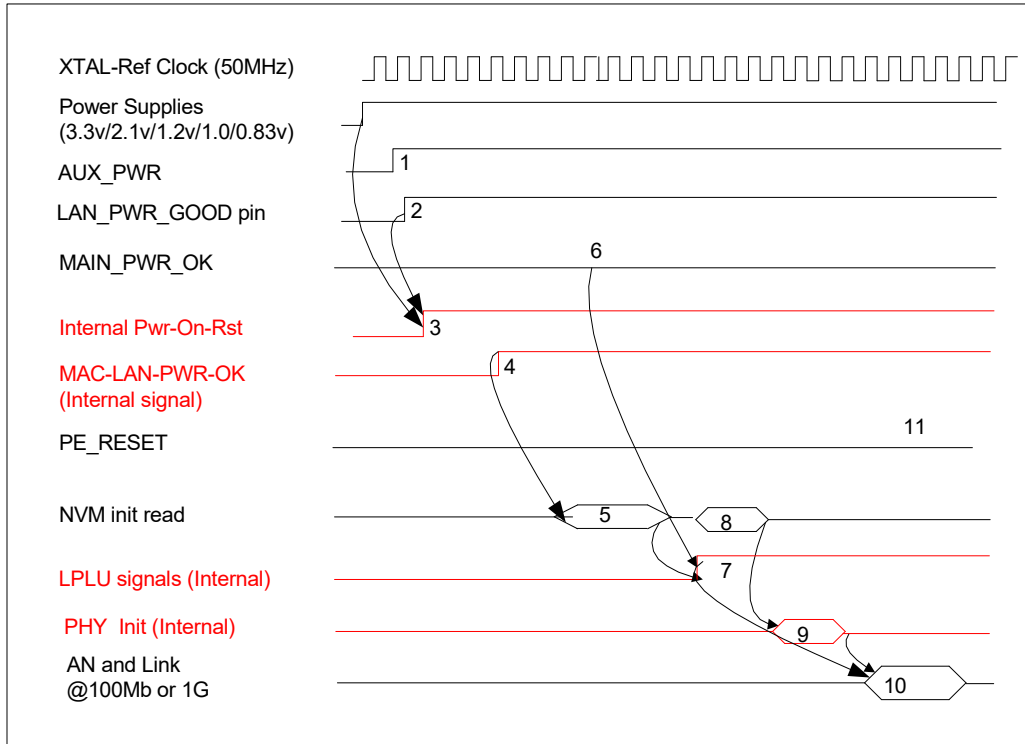 XTAL-Ref Clock (50MHz)
Power Supplies
(3.3v/2.1v/1.2v/1.0/0.83v)
AUX_PWR
1
LAN_PWR_GOOD pin
2
MAIN_PWR_OK
6
Internal Pwr-On-Rst
3
MAC-LAN-PWR-OK
(Internal signal)
4
PE_RESET
11
NVM init read
5
8
LPLU signals (Internal)
7
PHY Init (Internal)
9
AN and Link
@100Mb or 1G
10